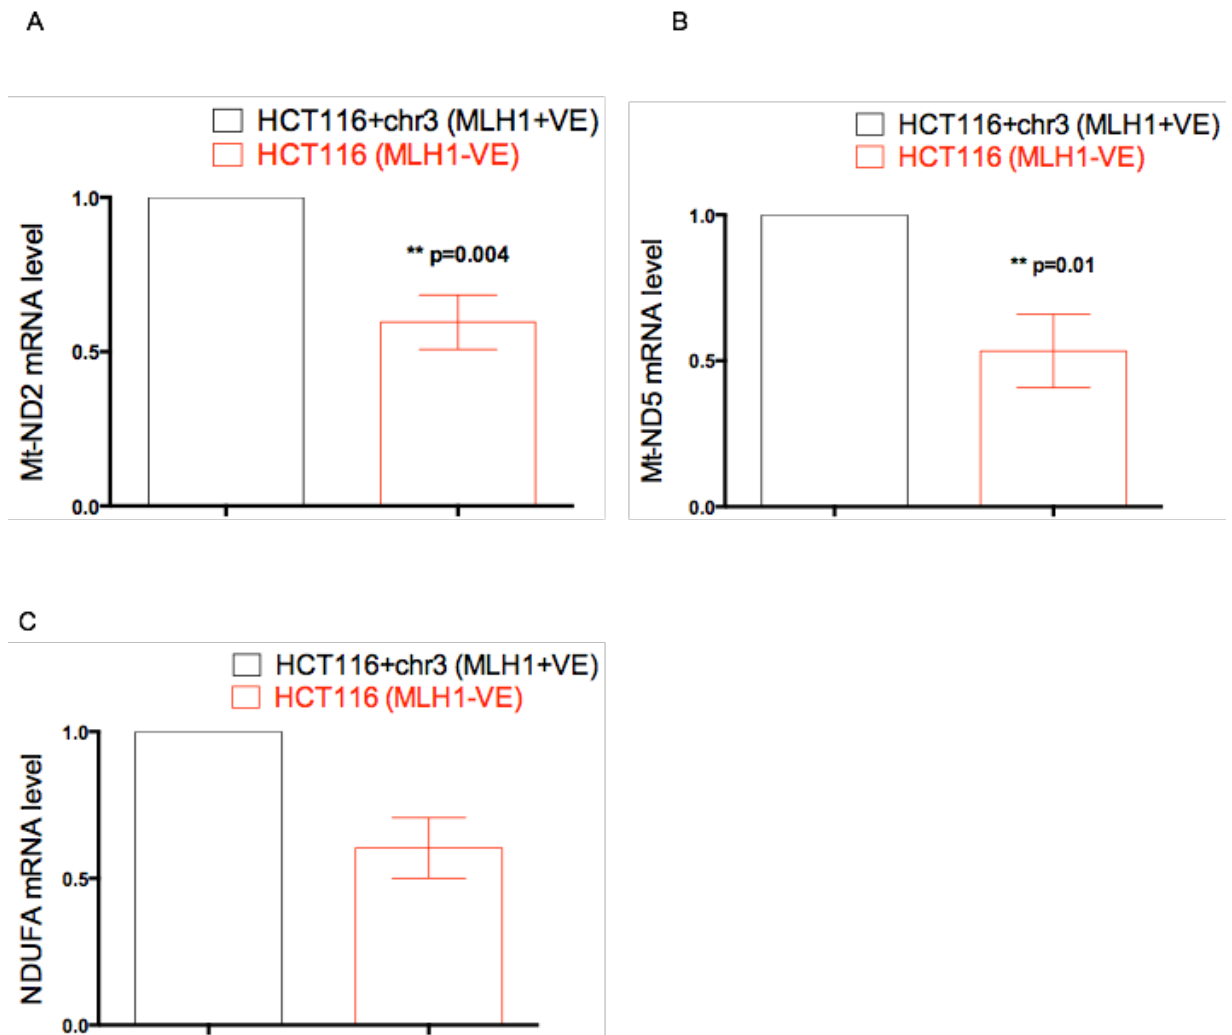 A
HCT116+chr3 (MLH1+VE)
HCT116 (MLH1-VE)
1.0
0.5
0.0
Mt-ND2 mRNA level
** p=0.004
B
HCT116+chr3 (MLH1+VE)
HCT116 (MLH1-VE)
1.0
0.5
0.0
Mt-ND5 mRNA level
** p=0.01
C
HCT116+chr3 (MLH1+VE)
HCT116 (MLH1-VE)
1.0
0.5
0.0
NDUFA mRNA level